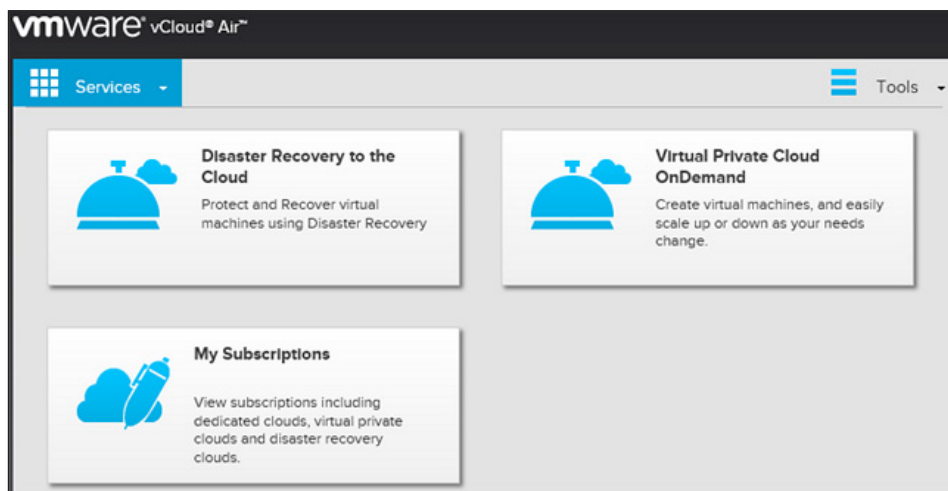 vmware® vCloud® Air™
Services
Tools
Disaster Recovery to the
Cloud
Protect and Recover virtual
machines using Disaster Recovery
Virtual Private Cloud
OnDemand
Create virtual machines, and easily
scale up or down as your needs
change.
My Subscriptions
View subscriptions including
dedicated clouds, virtual private
clouds and disaster recovery
clouds.